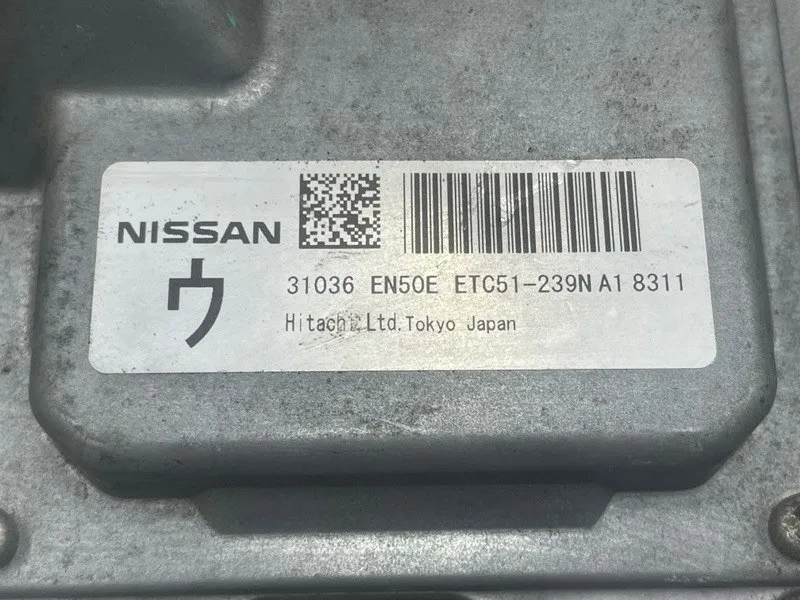 NISSAN
ウ
31036 EN50E ETC51-239N A1 8311
Hitachi, Ltd. Tokyo Japan